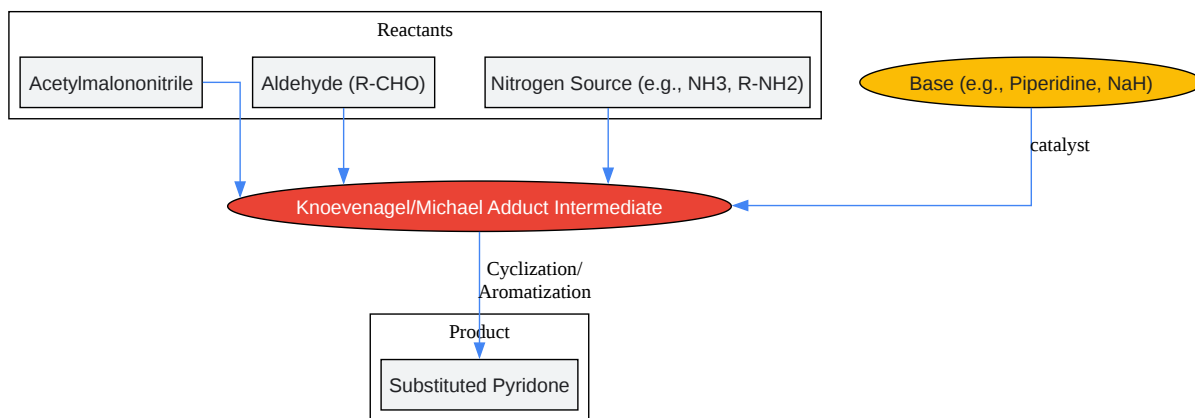 Reactants
Acetylmalononitrile
Aldehyde (R-CHO)
Nitrogen Source (e.g., NH3, R-NH2)
Base (e.g., Piperidine, NaH)
catalyst
Knoevenagel/Michael Adduct Intermediate
Cyclization/
Aromatization
Product
Substituted Pyridone